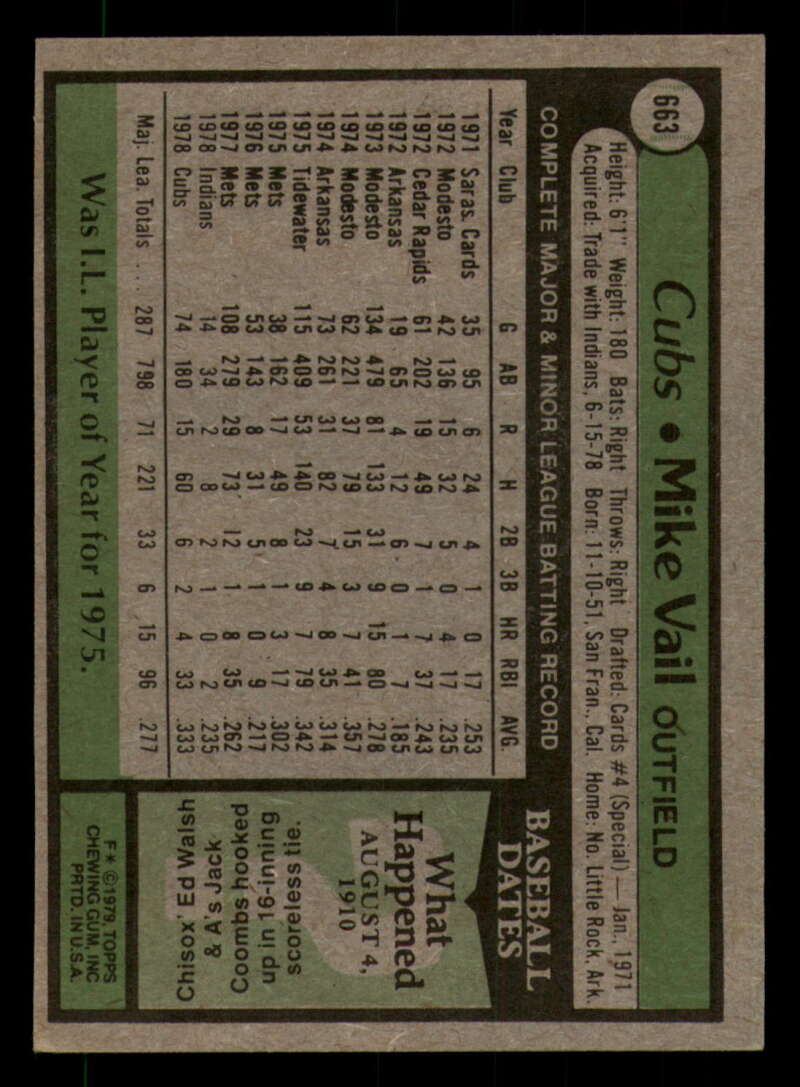 663
Cubs • Mike Vail OUTFIELD
Height: 6'1" Weight: 180 Bats: Right Throws: Right Drafted: Cards #4 (Special) — Jan., 1971
Acquired: Trade with Indians, 6-15-78 Born: 11-10-51, San Fran., Cal. Home: No. Little Rock, Ark.
COMPLETE MAJOR & MINOR LEAGUE BATTING RECORD
Year Club G AB R H 2B 3B HR RBI AVG.
1971 Saras. Cards 35 95 6 24 4 1 0 17 .253
1972 Modesto 42 136 15 32 5 0 4 17 .235
1972 Cedar Rapids 61 202 19 49 7 1 7 37 .243
1972 Arkansas 19 65 4 12 6 0 1 7 .185
1973 Modesto 134 479 81 133 31 9 15 80 .278
1974 Modesto 62 221 37 79 15 3 7 41 .357
1974 Arkansas 73 261 31 82 7 4 8 35 .314
1975 Tidewater 115 409 53 140 23 9 7 79 .342
1975 Mets 38 162 17 49 8 1 3 17 .302
1976 Mets 53 143 8 31 5 1 0 9 .217
1977 Mets 108 279 29 73 12 1 8 35 .262
1978 Indians 14 34 2 8 2 1 0 2 .235
1978 Cubs 74 180 15 60 6 2 4 33 .333
Maj. Lea. Totals .... 287 798 71 221 33 6 15 96 .277
Was I.L. Player of Year for 1975.
BASEBALL
DATES
What
Happened
AUGUST 4,
1910
Chisox' Ed Walsh
& A's Jack
Coombs hooked
up in 16-inning
scoreless tie.
F✶ ©1979, TOPPS
CHEWING GUM, INC
PRTD. IN U.S.A.